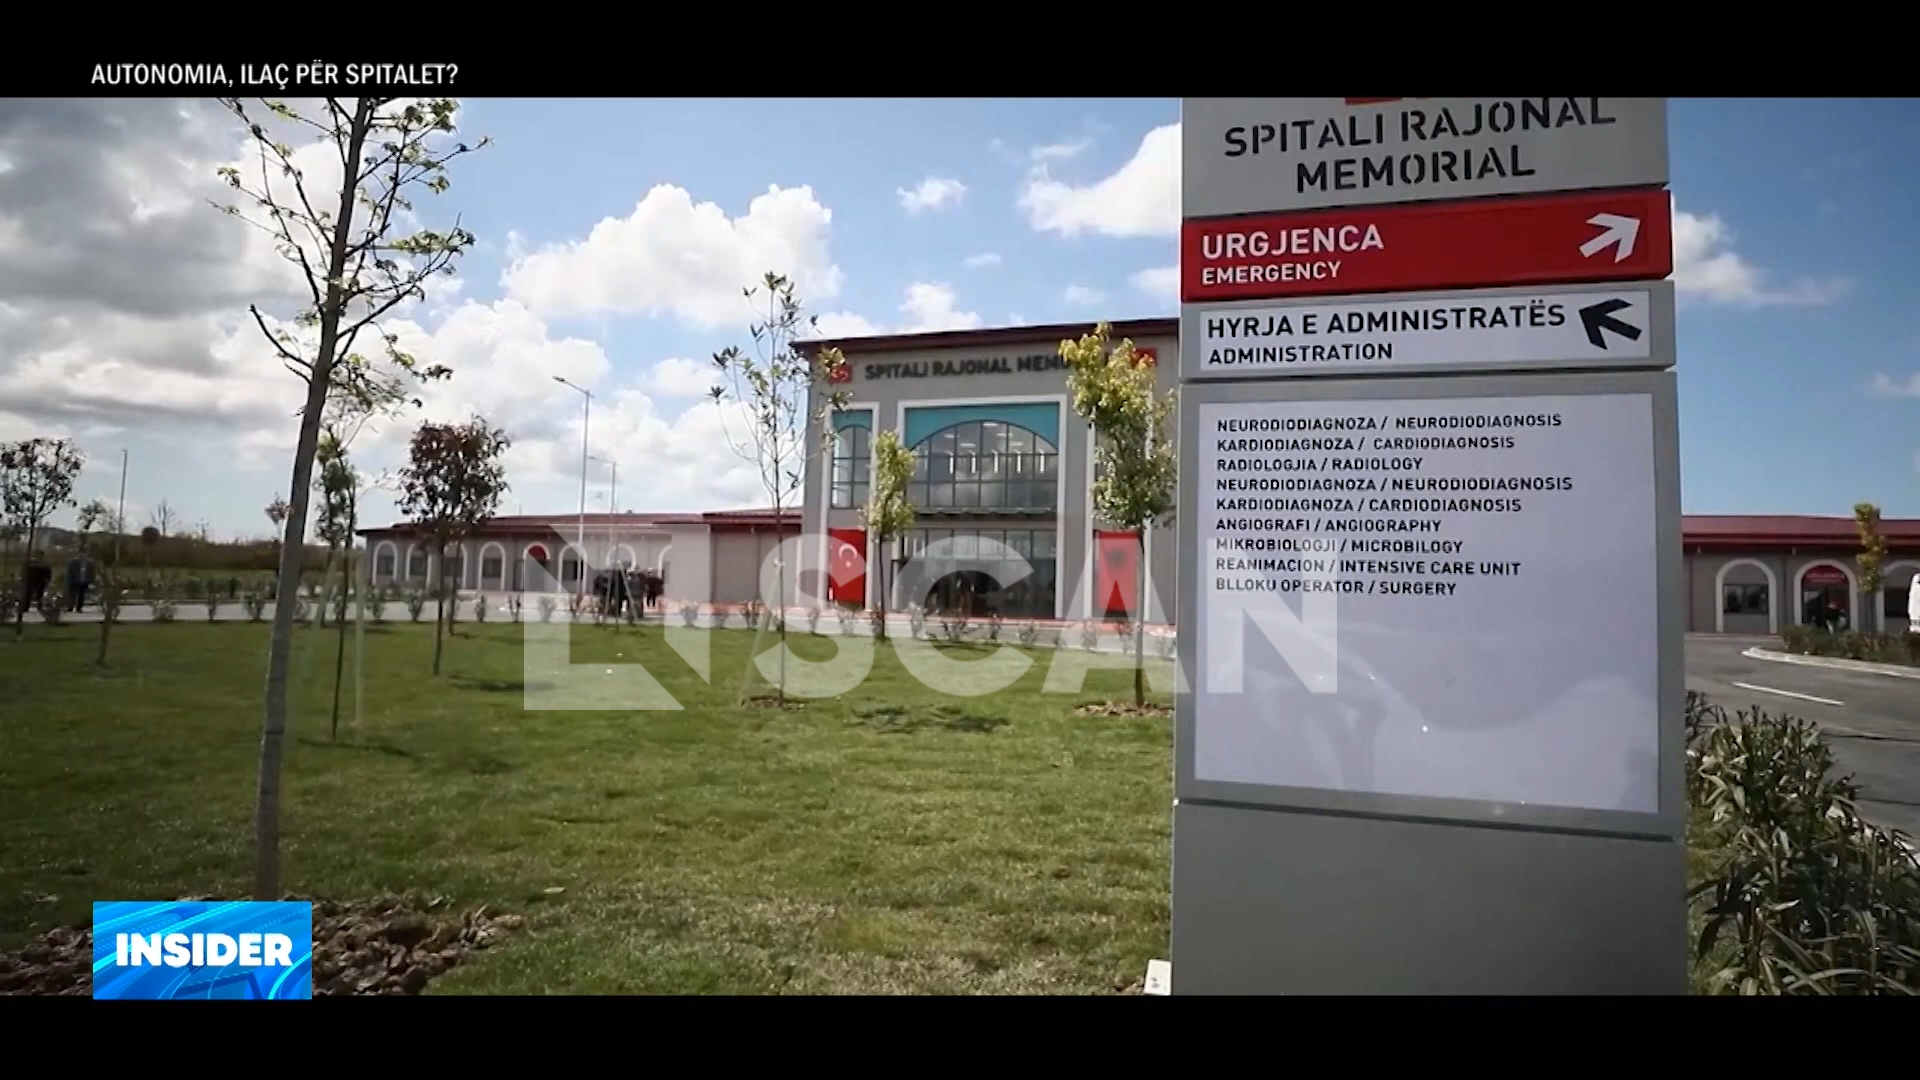 AUTONOMIA, ILAÇ PËR SPITALET?
SPITALI RAJONAL
MEMORIAL
URGJENCA
EMERGENCY
HYRJA E ADMINISTRATËS
ADMINISTRATION
NEURODIODIAGNOZA / NEURODIODIAGNOSIS
KARDIODIAGNOZA / CARDIODIAGNOSIS
RADIOLOGJIA / RADIOLOGY
NEURODIODIAGNOZA / NEURODIODIAGNOSIS
KARDIODIAGNOZA / CARDIODIAGNOSIS
ANGIOGRAFI / ANGIOGRAPHY
MIKROBIOLOGJI / MICROBILOGY
REANIMACION / INTENSIVE CARE UNIT
BLLOKU OPERATOR / SURGERY
SPITALI RAJONAL
SCAN
INSIDER